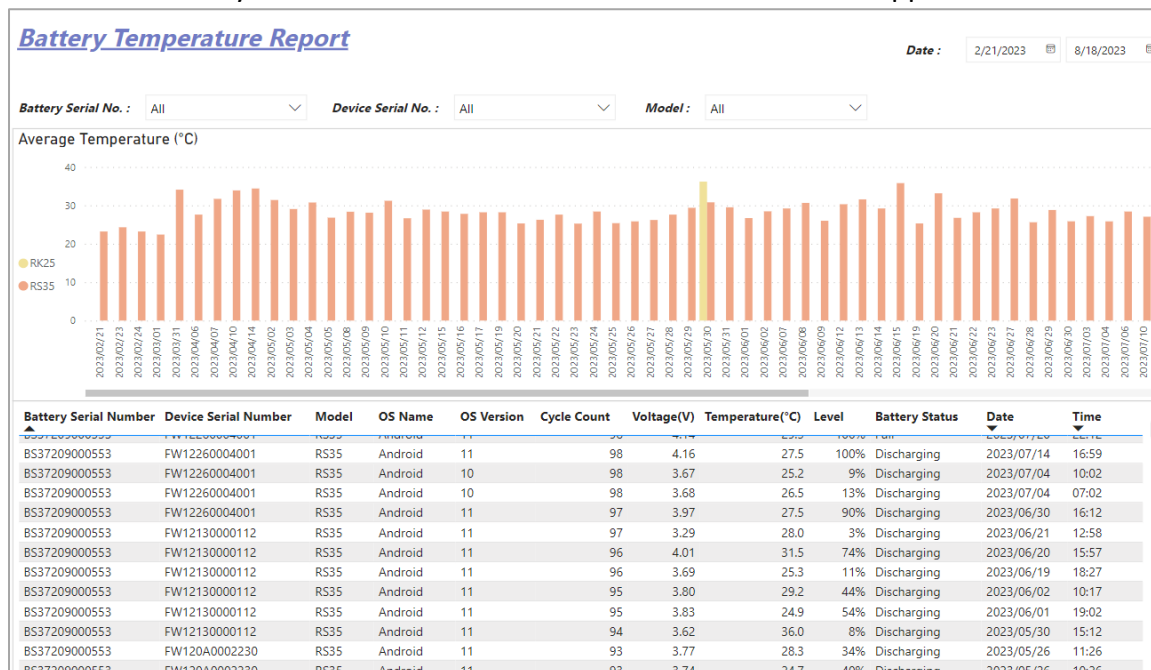 Battery Temperature Report
Date : 2/21/2023 8/18/2023
Battery Serial No. : All Device Serial No. : All Model : All
Average Temperature (°C)
40
30
20
10
0
RK25
RS35
2023/02/21 2023/02/23 2023/02/24 2023/03/01 2023/03/31 2023/04/06 2023/04/07 2023/04/10 2023/04/14 2023/05/02 2023/05/03 2023/05/04 2023/05/08 2023/05/09 2023/05/10 2023/05/11 2023/05/12 2023/05/15 2023/05/16 2023/05/17 2023/05/19 2023/05/20 2023/05/21 2023/05/22 2023/05/23 2023/05/24 2023/05/25 2023/05/26 2023/05/27 2023/05/28 2023/05/29 2023/05/30 2023/05/31 2023/06/01 2023/06/02 2023/06/07 2023/06/08 2023/06/09 2023/06/12 2023/06/13 2023/06/14 2023/06/15 2023/06/19 2023/06/20 2023/06/21 2023/06/22 2023/06/23 2023/06/27 2023/06/28 2023/06/29 2023/06/30 2023/07/03 2023/07/04 2023/07/06 2023/07/10
Battery Serial Number Device Serial Number Model OS Name OS Version Cycle Count Voltage(V) Temperature(°C) Level Battery Status Date Time
BS37209000553 FW12260004001 RS35 Android 11 98 4.16 27.5 100% Discharging 2023/07/14 16:59
BS37209000553 FW12260004001 RS35 Android 10 98 3.67 25.2 9% Discharging 2023/07/04 10:02
BS37209000553 FW12260004001 RS35 Android 10 98 3.68 26.5 13% Discharging 2023/07/04 07:02
BS37209000553 FW12260004001 RS35 Android 11 97 3.97 27.5 90% Discharging 2023/06/30 16:12
BS37209000553 FW12130000112 RS35 Android 11 97 3.29 28.0 3% Discharging 2023/06/21 12:58
BS37209000553 FW12130000112 RS35 Android 11 96 4.01 31.5 74% Discharging 2023/06/20 15:57
BS37209000553 FW12130000112 RS35 Android 11 96 3.69 25.3 11% Discharging 2023/06/19 18:27
BS37209000553 FW12130000112 RS35 Android 11 95 3.80 29.2 44% Discharging 2023/06/02 10:17
BS37209000553 FW12130000112 RS35 Android 11 95 3.83 24.9 54% Discharging 2023/06/01 19:02
BS37209000553 FW12130000112 RS35 Android 11 94 3.62 36.0 8% Discharging 2023/05/30 15:12
BS37209000553 FW120A0002230 RS35 Android 11 93 3.77 28.3 34% Discharging 2023/05/26 11:26